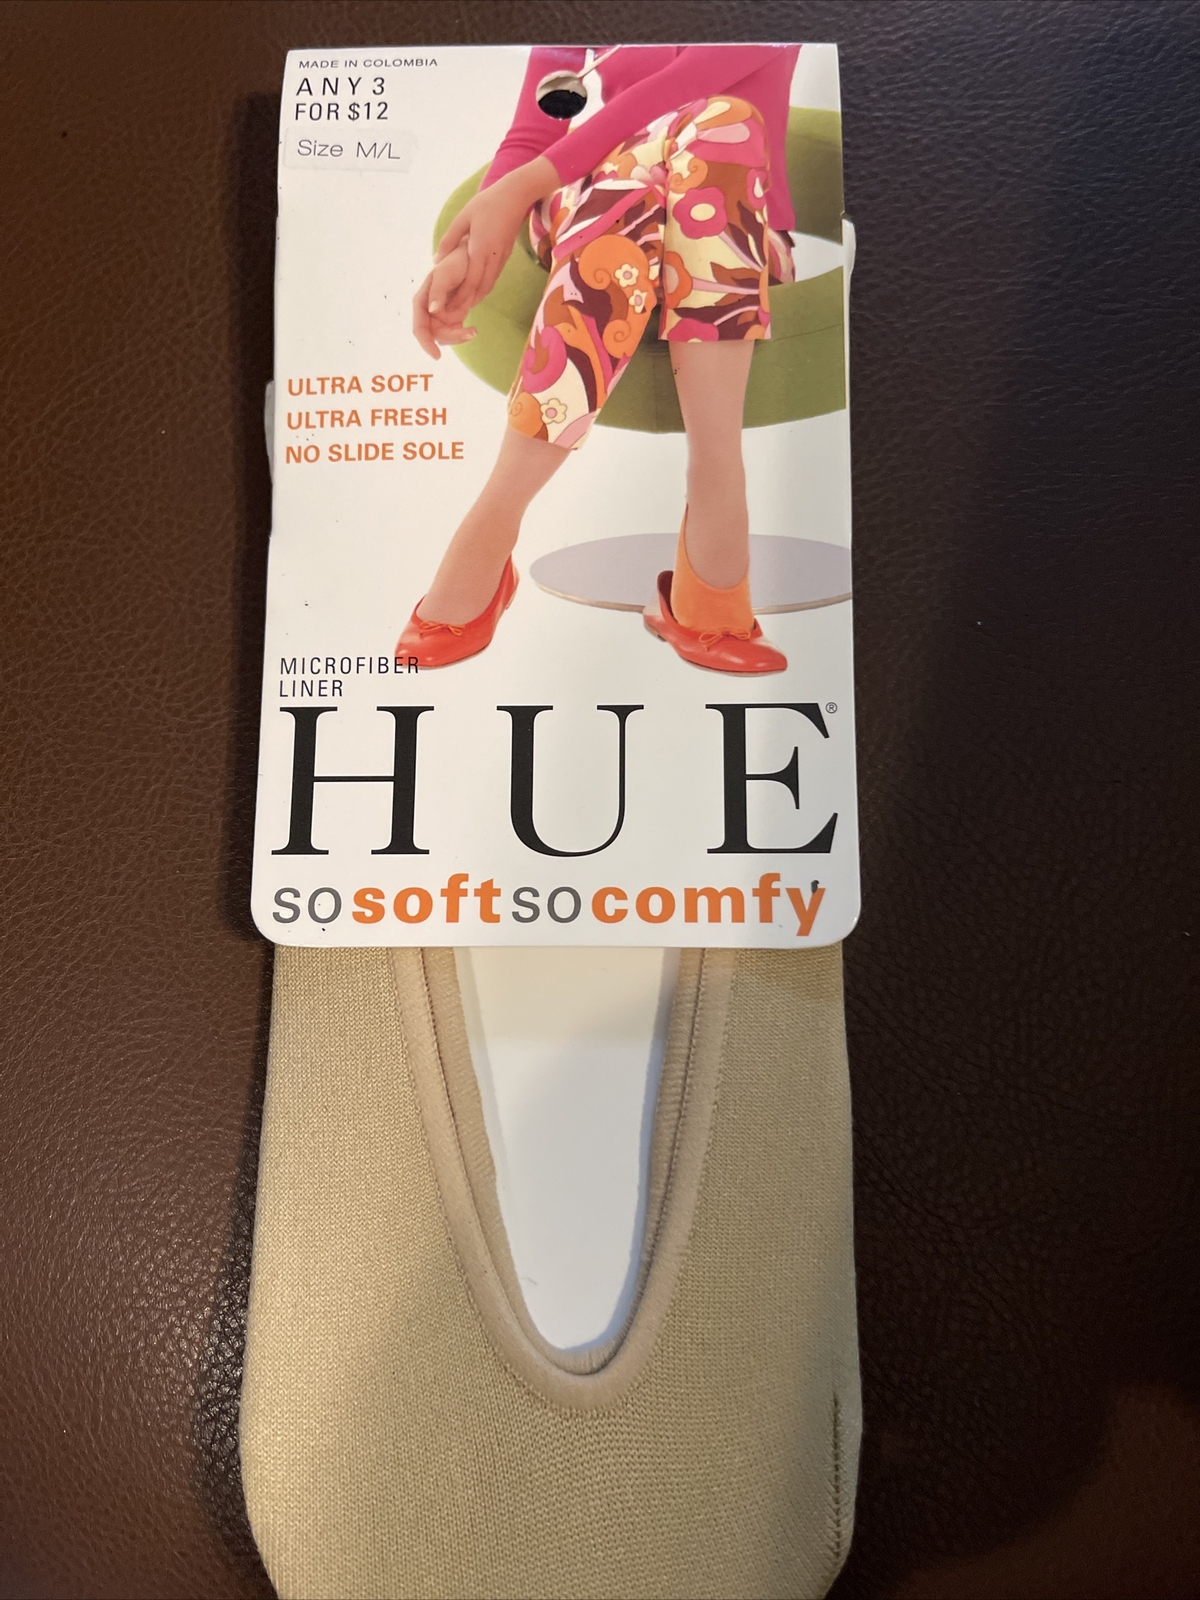 MADE IN COLOMBIA
ANY 3
FOR $12
Size M/L
ULTRA SOFT
ULTRA FRESH
NO SLIDE SOLE
MICROFIBER
LINER
HUE®
sosoftsocomfy